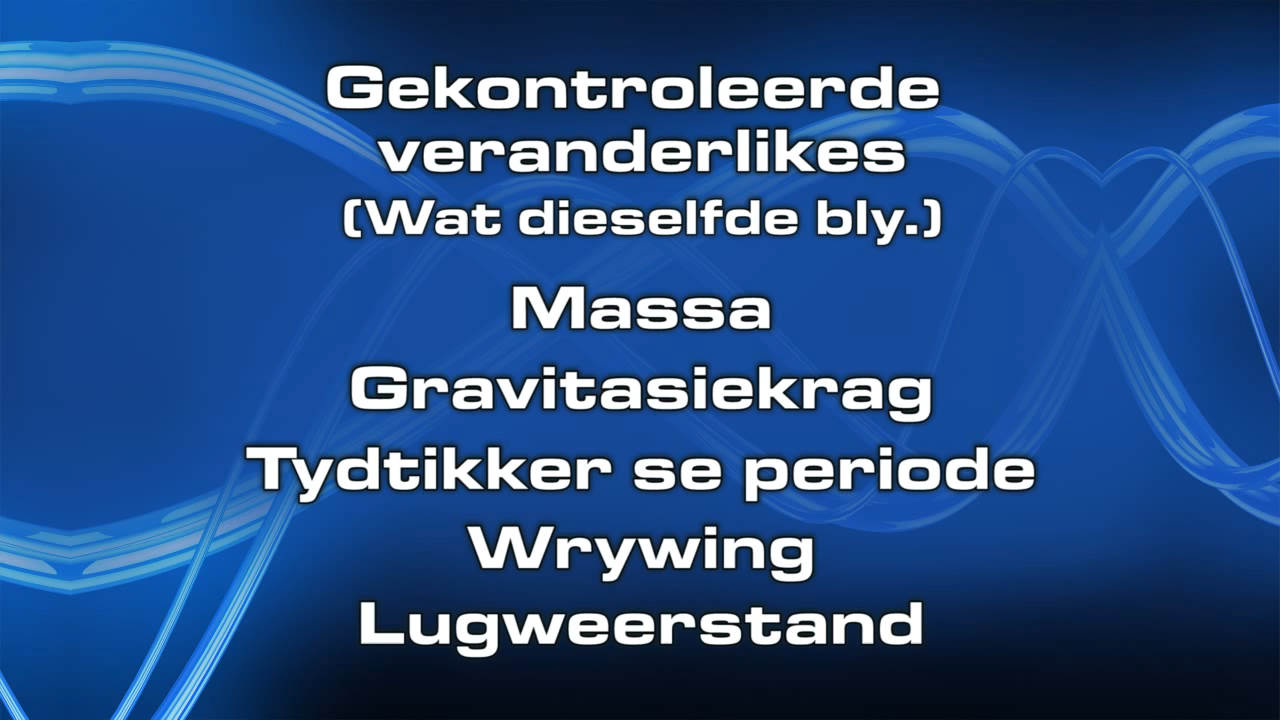 Gekontroleerde
veranderlikes
(Wat dieselfde bly.)
Massa
Gravitasiekrag
Tydtikker se periode
Wrywing
Lugweerstand